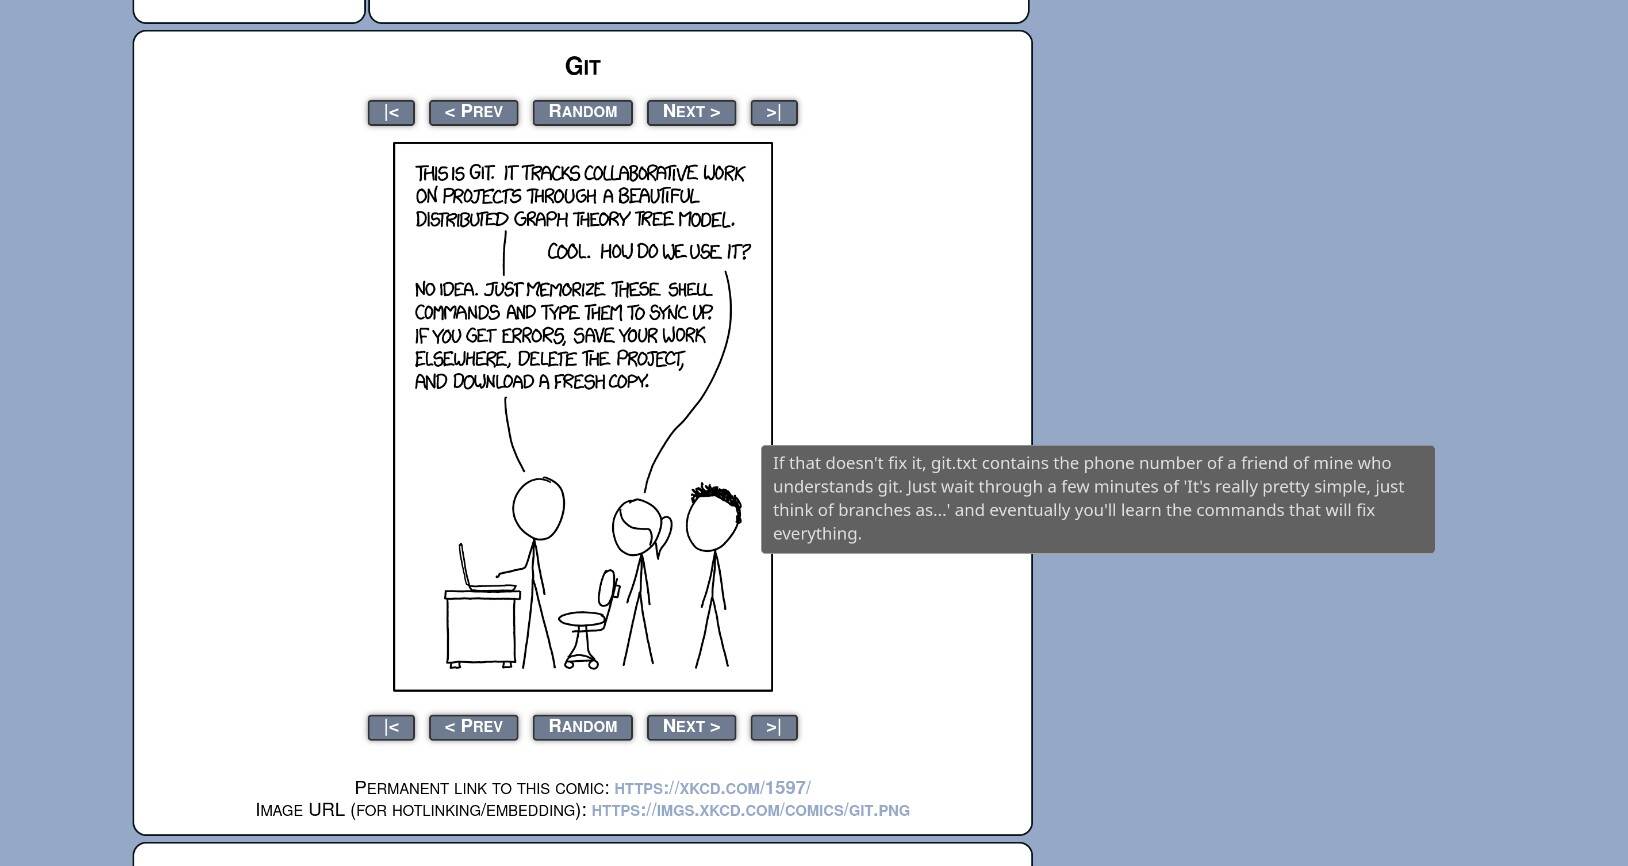 Git
|<
< Prev
Random
Next >
>|
THIS IS GIT. IT TRACKS COLLABORATIVE WORK
ON PROJECTS THROUGH A BEAUTIFUL
DISTRIBUTED GRAPH THEORY TREE MODEL.
COOL. HOW DO WE USE IT?
NO IDEA. JUST MEMORIZE THESE SHELL
COMMANDS AND TYPE THEM TO SYNC UP.
IF YOU GET ERRORS, SAVE YOUR WORK
ELSEWHERE, DELETE THE PROJECT,
AND DOWNLOAD A FRESH COPY.
If that doesn't fix it, git.txt contains the phone number of a friend of mine who
understands git. Just wait through a few minutes of 'It's really pretty simple, just
think of branches as...' and eventually you'll learn the commands that will fix
everything.
|<
< Prev
Random
Next >
>|
Permanent link to this comic: https://xkcd.com/1597/
Image URL (for hotlinking/embedding): https://imgs.xkcd.com/comics/git.png